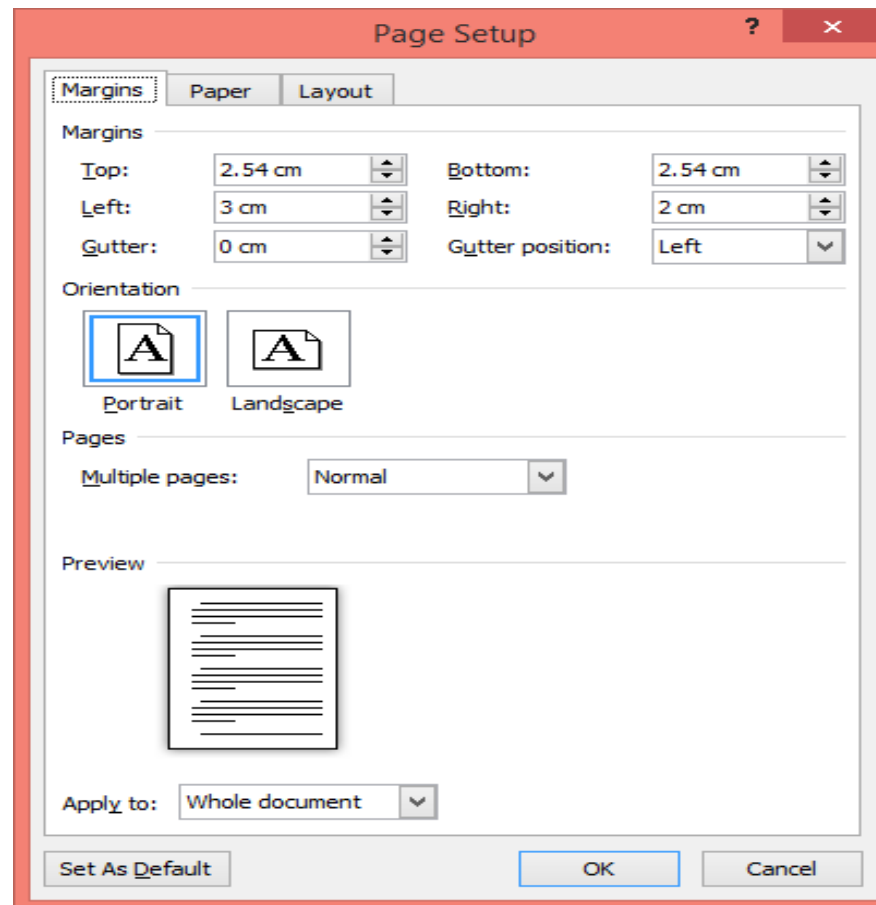 Page Setup ?
Margins Paper Layout
Margins
Top: 2.54 cm Bottom: 2.54 cm
Left: 3 cm Right: 2 cm
Gutter: 0 cm Gutter position: Left
Orientation
A A
Portrait Landscape
Pages
Multiple pages: Normal
Preview
Apply to: Whole document
Set As Default OK Cancel